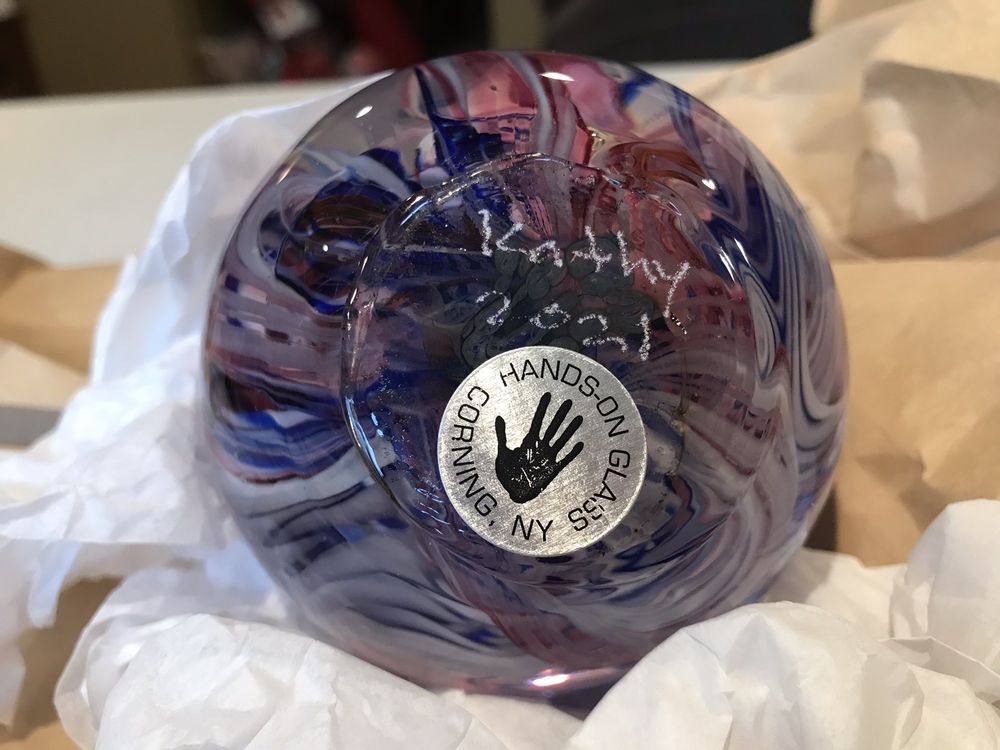 Kathy
2021
HANDS-ON GLASS
CORNING, NY